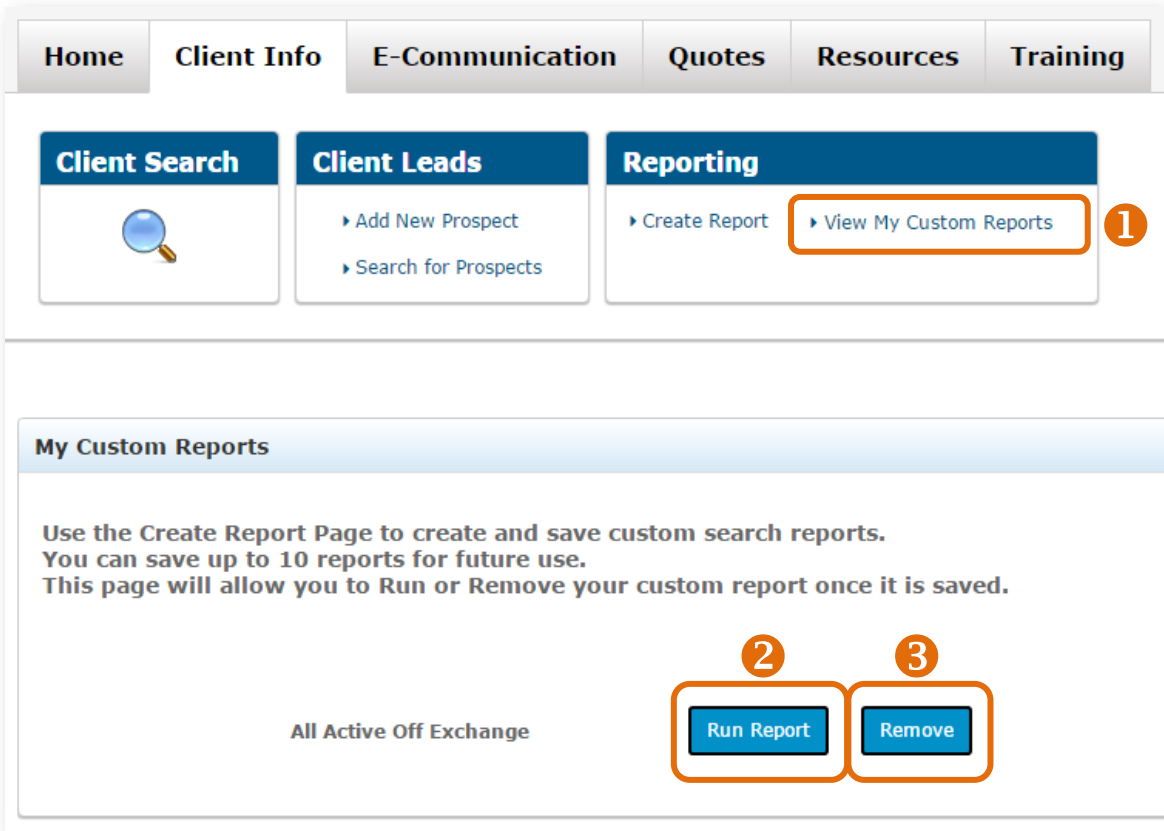 Home Client Info E-Communication Quotes Resources Training
Client Search
Client Leads
Add New Prospect
Search for Prospects
Reporting
Create Report View My Custom Reports 1
My Custom Reports
Use the Create Report Page to create and save custom search reports.
You can save up to 10 reports for future use.
This page will allow you to Run or Remove your custom report once it is saved.
2 3
All Active Off Exchange Run Report Remove